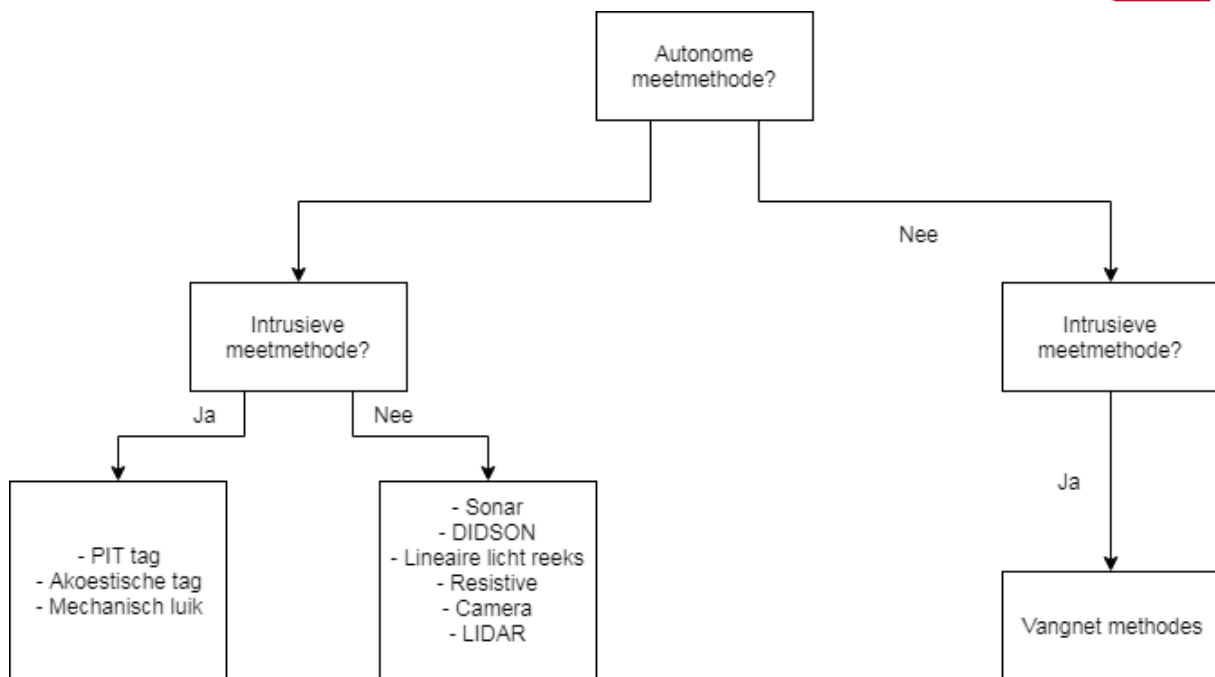 Autonome
meetmethode?
Nee
Intrusieve
meetmethode?
Intrusieve
meetmethode?
Ja
Nee
Ja
- PIT tag
- Akoestische tag
- Mechanisch luik
- Sonar
- DIDSON
- Lineaire licht reeks
- Resistive
- Camera
- LIDAR
Vangnet methodes